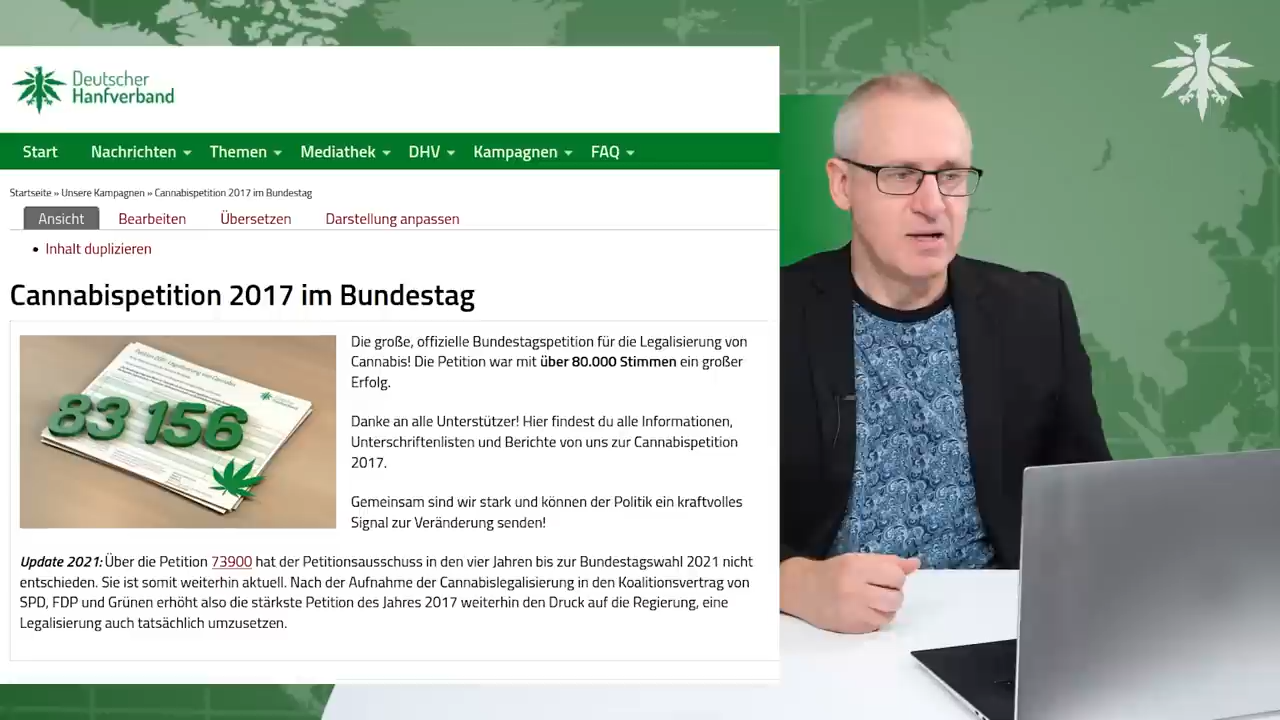 Deutscher
Hanfverband
Start Nachrichten Themen Mediathek DHV Kampagnen FAQ
Startseite » Unsere Kampagnen » Cannabispetition 2017 im Bundestag
Ansicht Bearbeiten Übersetzen Darstellung anpassen
• Inhalt duplizieren
Cannabispetition 2017 im Bundestag
83 156
Die große, offizielle Bundestagspetition für die Legalisierung von
Cannabis! Die Petition war mit über 80.000 Stimmen ein großer
Erfolg.
Danke an alle Unterstützer! Hier findest du alle Informationen,
Unterschriftenlisten und Berichte von uns zur Cannabispetition
2017.
Gemeinsam sind wir stark und können der Politik ein kraftvolles
Signal zur Veränderung senden!
Update 2021: Über die Petition 73900 hat der Petitionsausschuss in den vier Jahren bis zur Bundestagswahl 2021 nicht
entschieden. Sie ist somit weiterhin aktuell. Nach der Aufnahme der Cannabislegalisierung in den Koalitionsvertrag von
SPD, FDP und Grünen erhöht also die stärkste Petition des Jahres 2017 weiterhin den Druck auf die Regierung, eine
Legalisierung auch tatsächlich umzusetzen.